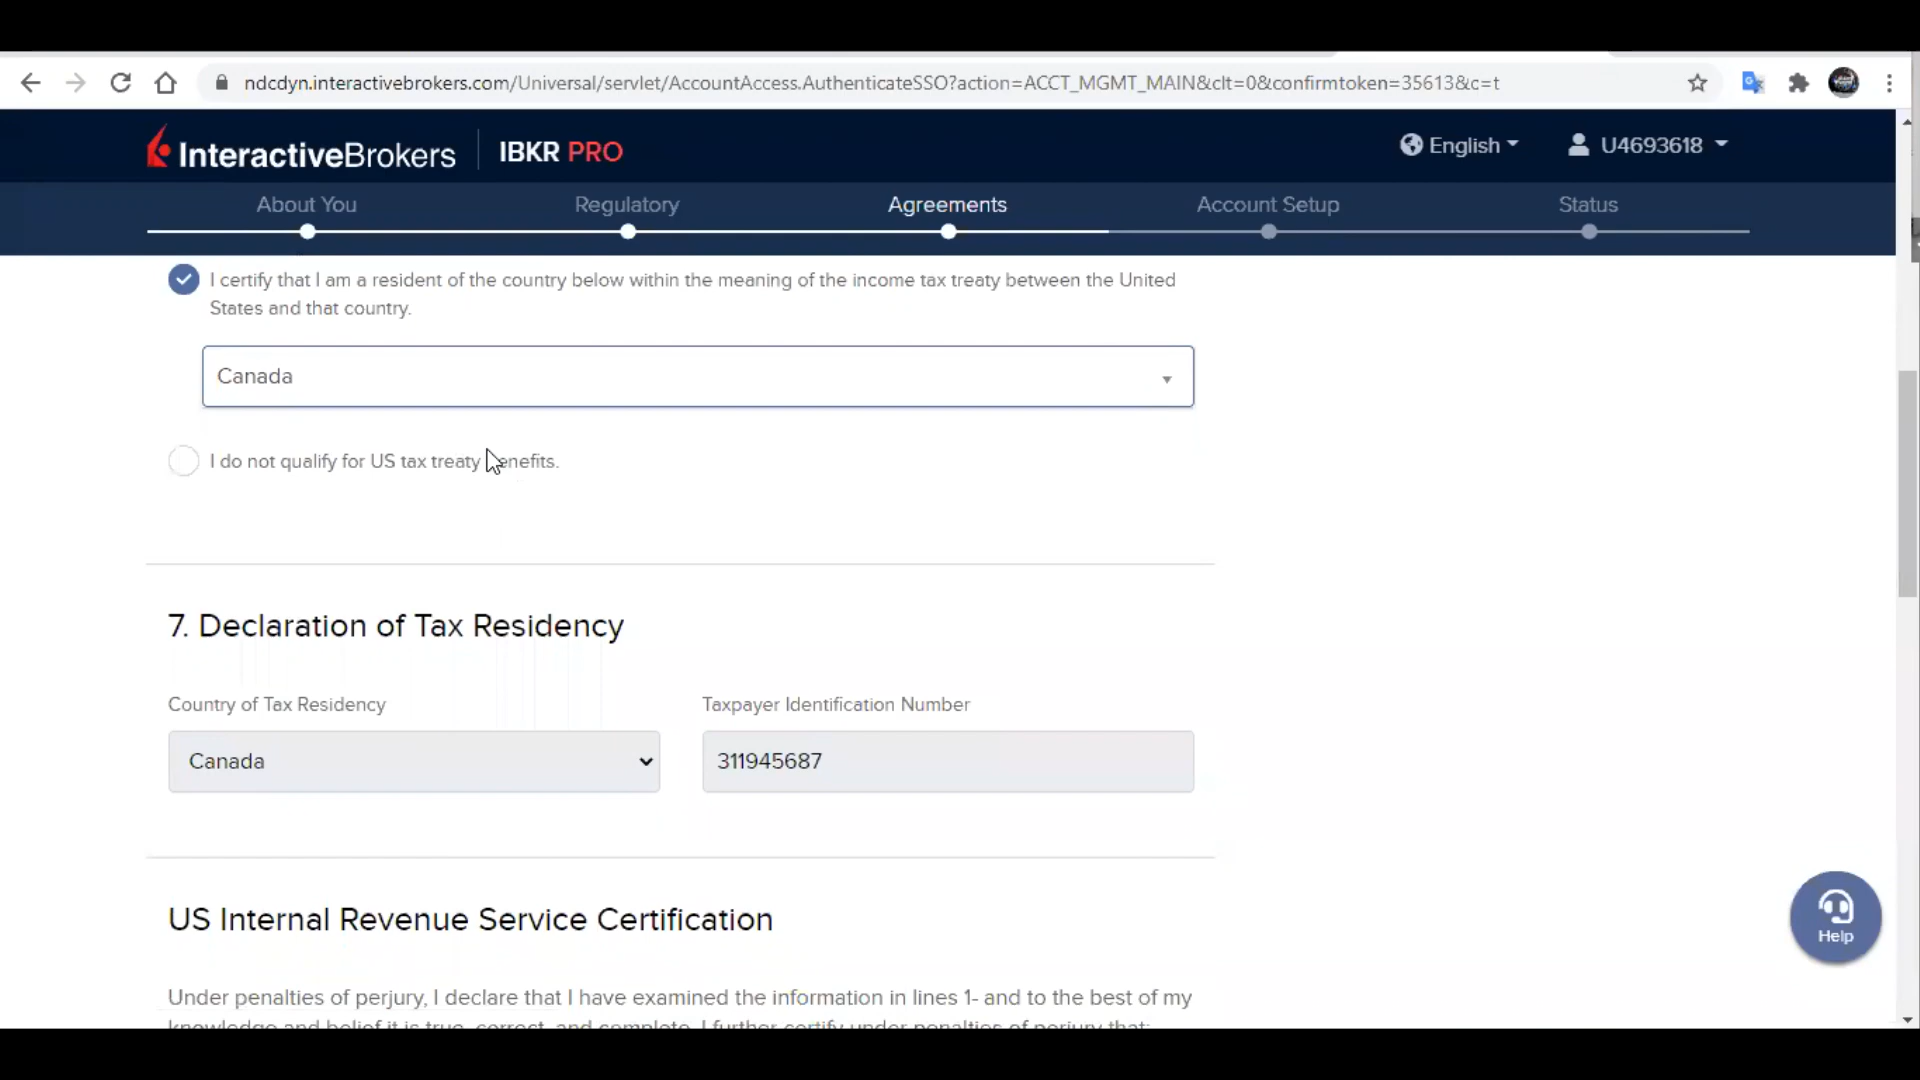 ndcdyn.interactivebrokers.com/Universal/servlet/AccountAccess.AuthenticateSSO?action=ACCT_MGMT_MAIN&clt=0&confirmtoken=35613&c=t
InteractiveBrokers IBKR PRO English U4693618
About You Regulatory Agreements Account Setup Status
I certify that I am a resident of the country below within the meaning of the income tax treaty between the United
States and that country.
Canada
I do not qualify for US tax treaty benefits.
7. Declaration of Tax Residency
Country of Tax Residency Taxpayer Identification Number
Canada 311945687
US Internal Revenue Service Certification
Help
Under penalties of perjury, I declare that I have examined the information in lines 1- and to the best of my
knowledge and belief it is true, correct, and complete. I further certify under penalties of perjury that: